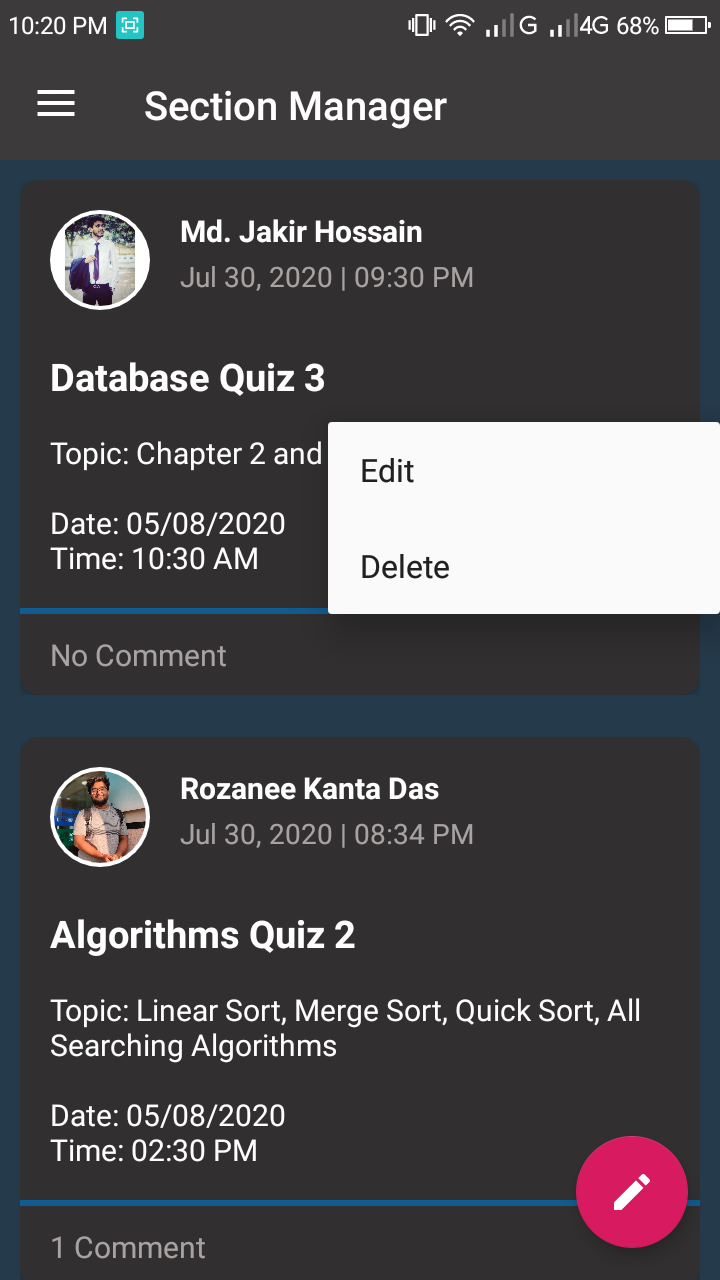 10:20 PM G 4G 68%
Section Manager
Md. Jakir Hossain
Jul 30, 2020 | 09:30 PM
Database Quiz 3
Topic: Chapter 2 and
Edit
Date: 05/08/2020
Time: 10:30 AM
Delete
No Comment
Rozanee Kanta Das
Jul 30, 2020 | 08:34 PM
Algorithms Quiz 2
Topic: Linear Sort, Merge Sort, Quick Sort, All
Searching Algorithms
Date: 05/08/2020
Time: 02:30 PM
1 Comment